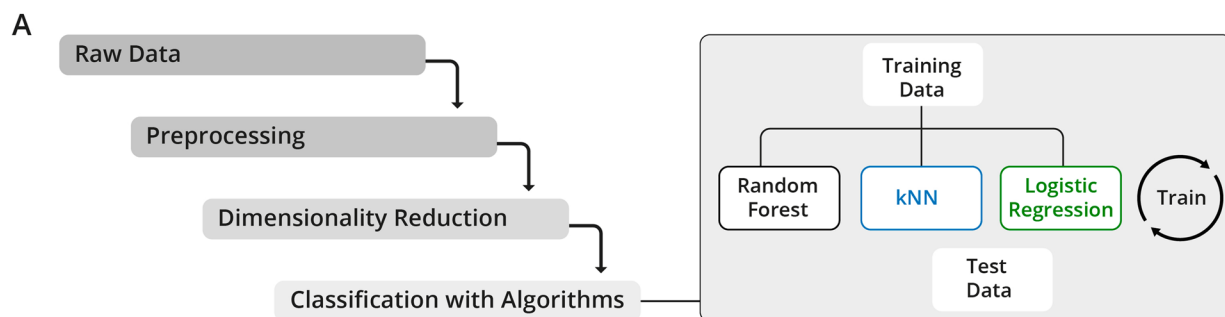 A
Raw Data
Preprocessing
Dimensionality Reduction
Classification with Algorithms
Training
Data
Random
Forest
kNN
Logistic
Regression
Train
Test
Data